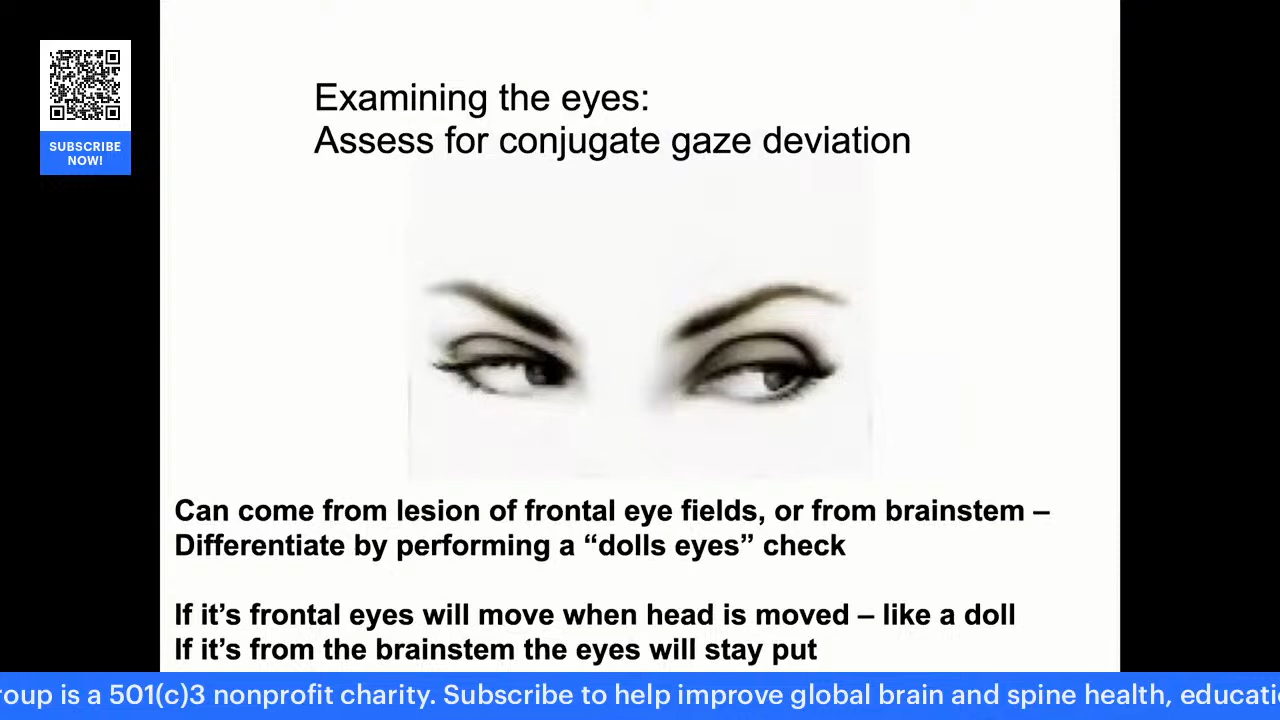 SUBSCRIBE
NOW!
Examining the eyes:
Assess for conjugate gaze deviation
Can come from lesion of frontal eye fields, or from brainstem –
Differentiate by performing a “dolls eyes” check
If it’s frontal eyes will move when head is moved – like a doll
If it’s from the brainstem the eyes will stay put
roup is a 501(c)3 nonprofit charity. Subscribe to help improve global brain and spine health, educati